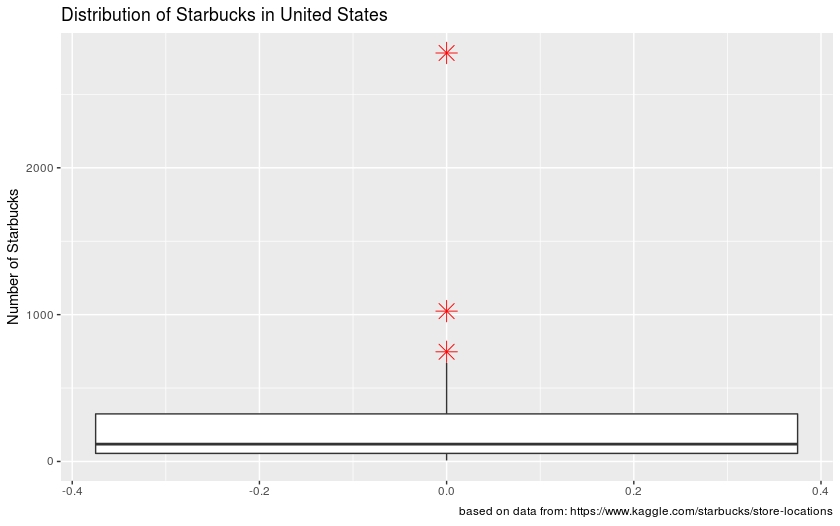 Distribution of Starbucks in United States
Number of Starbucks
2000
1000
0
-0.4 -0.2 0.0 0.2 0.4
based on data from: https://www.kaggle.com/starbucks/store-locations